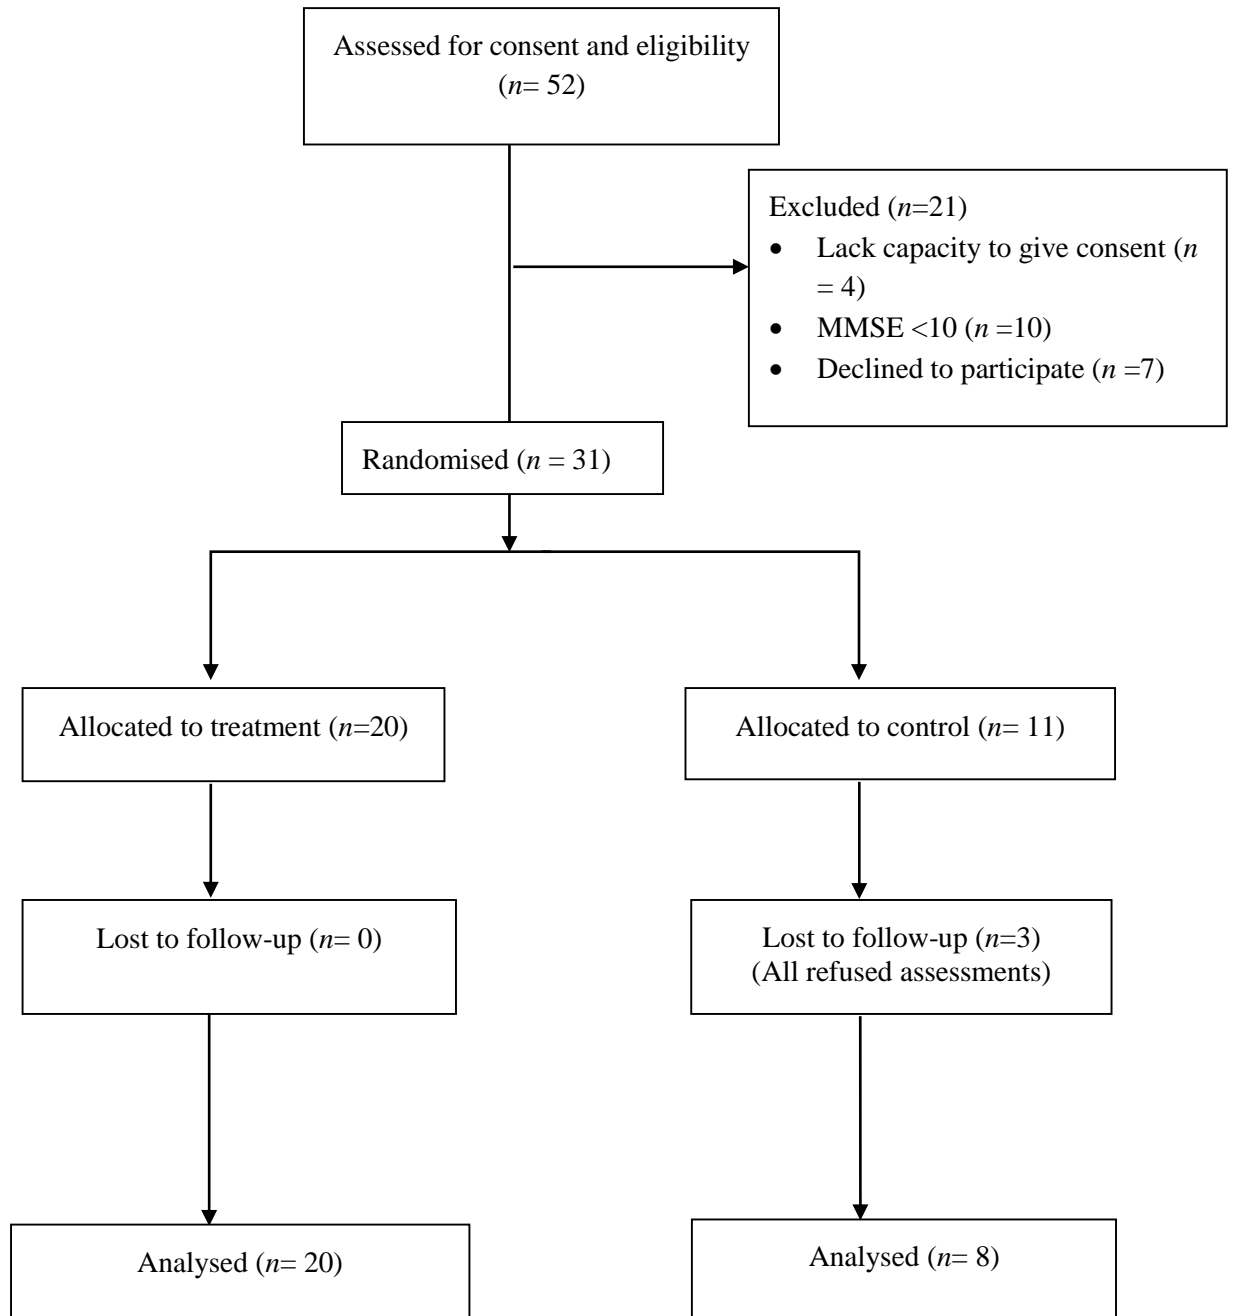 Assessed for consent and eligibility
(n= 52)
Excluded (n=21)
• Lack capacity to give consent (n
= 4)
• MMSE <10 (n =10)
• Declined to participate (n =7)
Randomised (n = 31)
Allocated to treatment (n=20)
Allocated to control (n= 11)
Lost to follow-up (n= 0)
Lost to follow-up (n=3)
(All refused assessments)
Analysed (n= 20)
Analysed (n= 8)